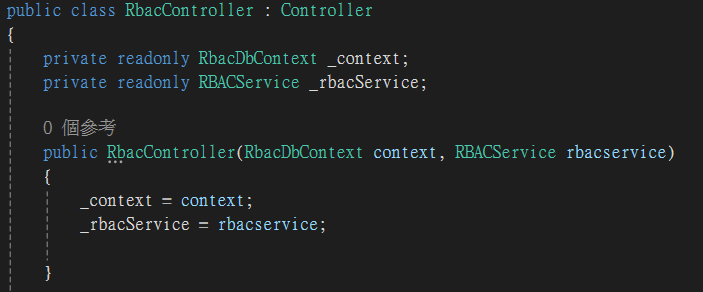 public class RbacController : Controller
{
private readonly RbacDbContext _context;
private readonly RBACService _rbacService;
0 個參考
public RbacController(RbacDbContext context, RBACService rbacservice)
{
_context = context;
_rbacService = rbacservice;
}